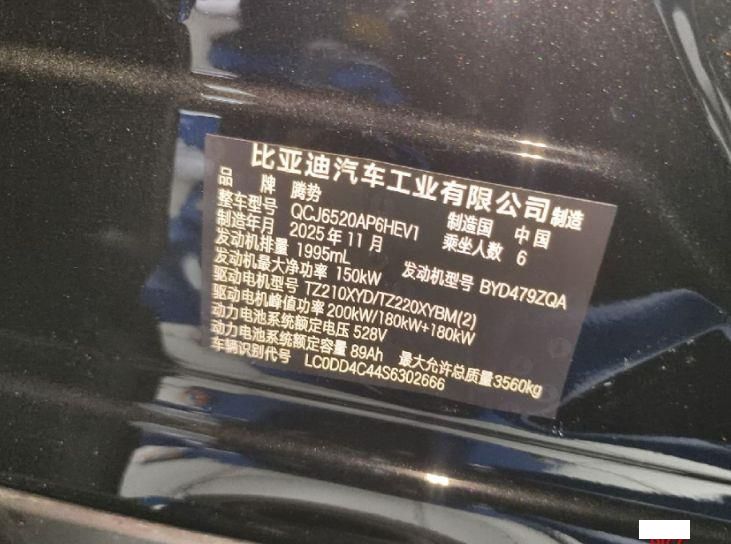 比亚迪汽车工业有限公司制造
品 牌 腾势
整车型号 QCJ6520AP6HEV1 制造国 中国
制造年月 2025年11月 乘坐人数 6
发动机排量 1995mL
发动机最大净功率 150kW 发动机型号 BYD479ZQA
驱动电机型号 TZ210XYD/TZ220XYBM(2)
驱动电机峰值功率 200kW/180kW+180kW
动力电池系统额定电压 528V
动力电池系统额定容量 89Ah 最大允许总质量3560kg
车辆识别代号 LC0DD4C44S6302666